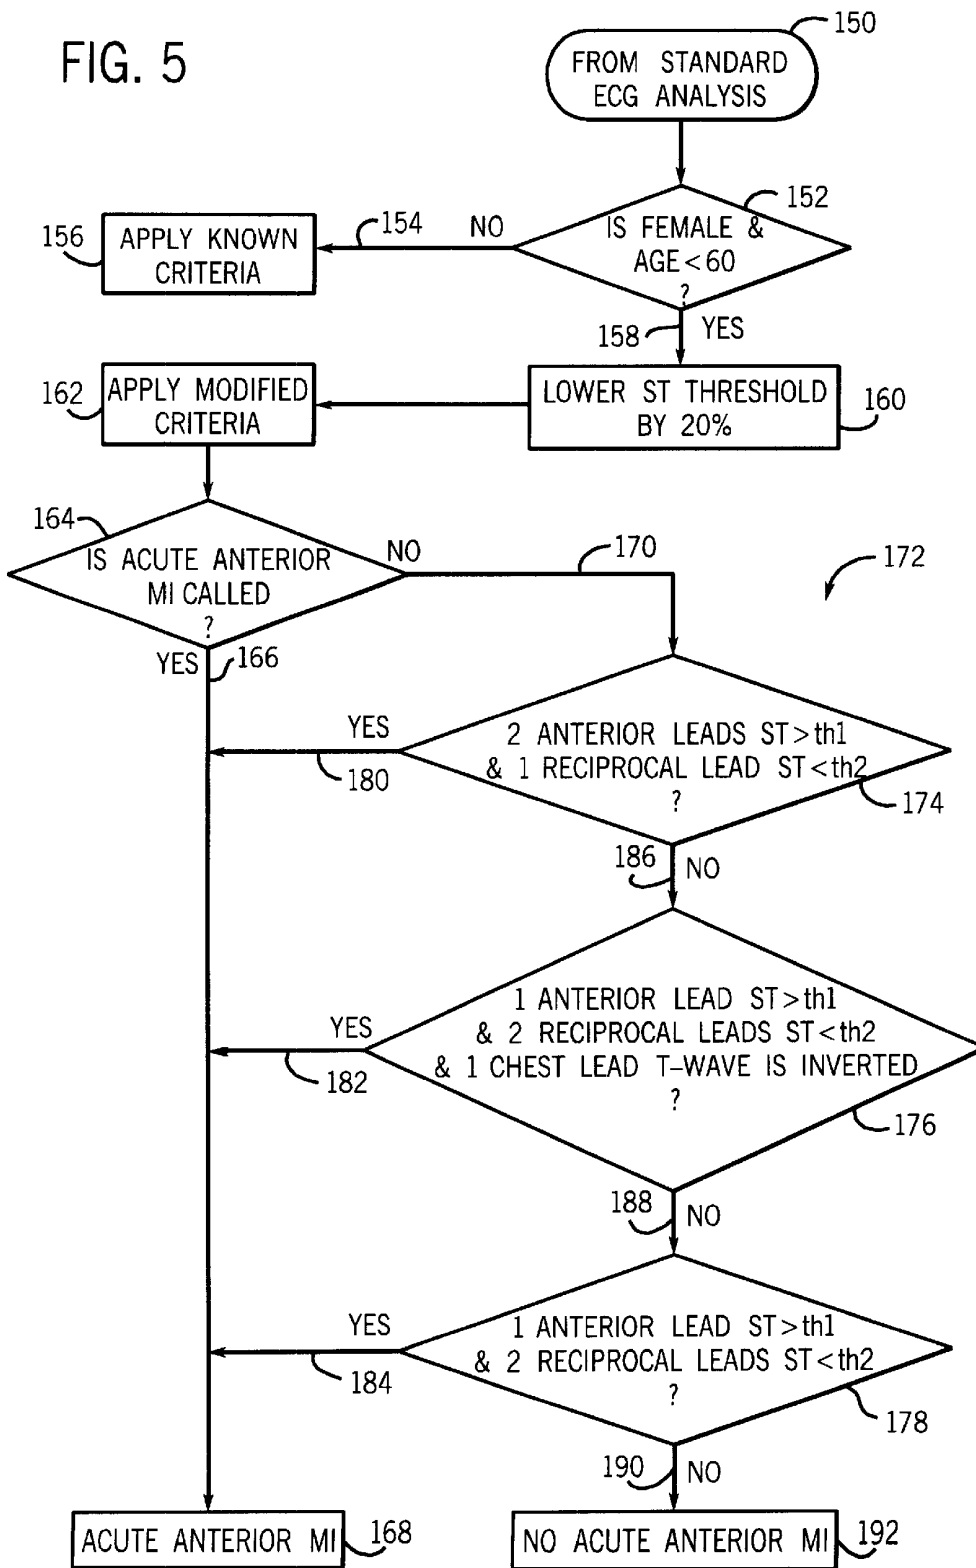 FIG. 5
150
FROM STANDARD
ECG ANALYSIS
152
IS FEMALE &
AGE<60
?
NO
154
156
APPLY KNOWN
CRITERIA
158
YES
LOWER ST THRESHOLD
BY 20%
160
162
APPLY MODIFIED
CRITERIA
164
IS ACUTE ANTERIOR
MI CALLED
?
NO
170
172
YES
166
2 ANTERIOR LEADS ST>th1
& 1 RECIPROCAL LEAD ST<th2
?
YES
180
174
186
NO
1 ANTERIOR LEAD ST>th1
& 2 RECIPROCAL LEADS ST<th2
& 1 CHEST LEAD T-WAVE IS INVERTED
?
YES
182
176
188
NO
1 ANTERIOR LEAD ST>th1
& 2 RECIPROCAL LEADS ST<th2
?
YES
184
178
190
NO
ACUTE ANTERIOR MI
168
NO ACUTE ANTERIOR MI
192